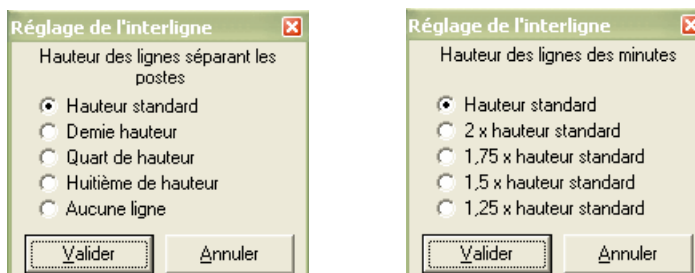 Réglage de l'interligne
Hauteur des lignes séparant les
postes
Hauteur standard
Demie hauteur
Quart de hauteur
Huitième de hauteur
Aucune ligne
Valider
Annuler
Réglage de l'interligne
Hauteur des lignes des minutes
Hauteur standard
2 x hauteur standard
1,75 x hauteur standard
1,5 x hauteur standard
1,25 x hauteur standard
Valider
Annuler